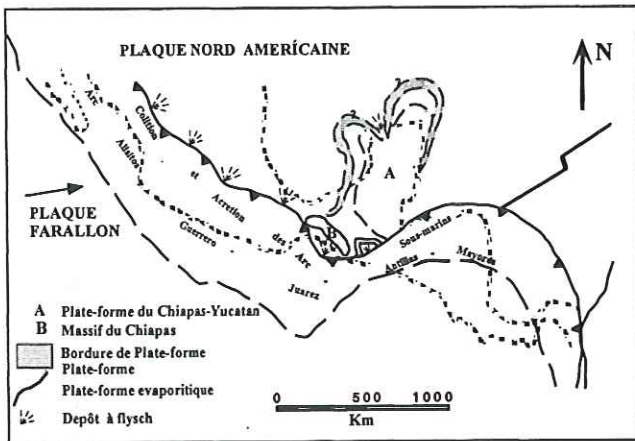 PLAQUE NORD AMERÍCAINE
N
?
?
A
Arc
Alisitos
Guerrero
Colition
et
Acretion
des
Arc
Juarez
B
Sous-marins
Antillas
Mayores
PLAQUE
FARALLON
A Plate-forme du Chiapas-Yucatan
B Massif du Chiapas
Bordure de Plate-forme
Plate-forme
Plate-forme evaporitique
Depôt à flysch
0 500 1000
Km